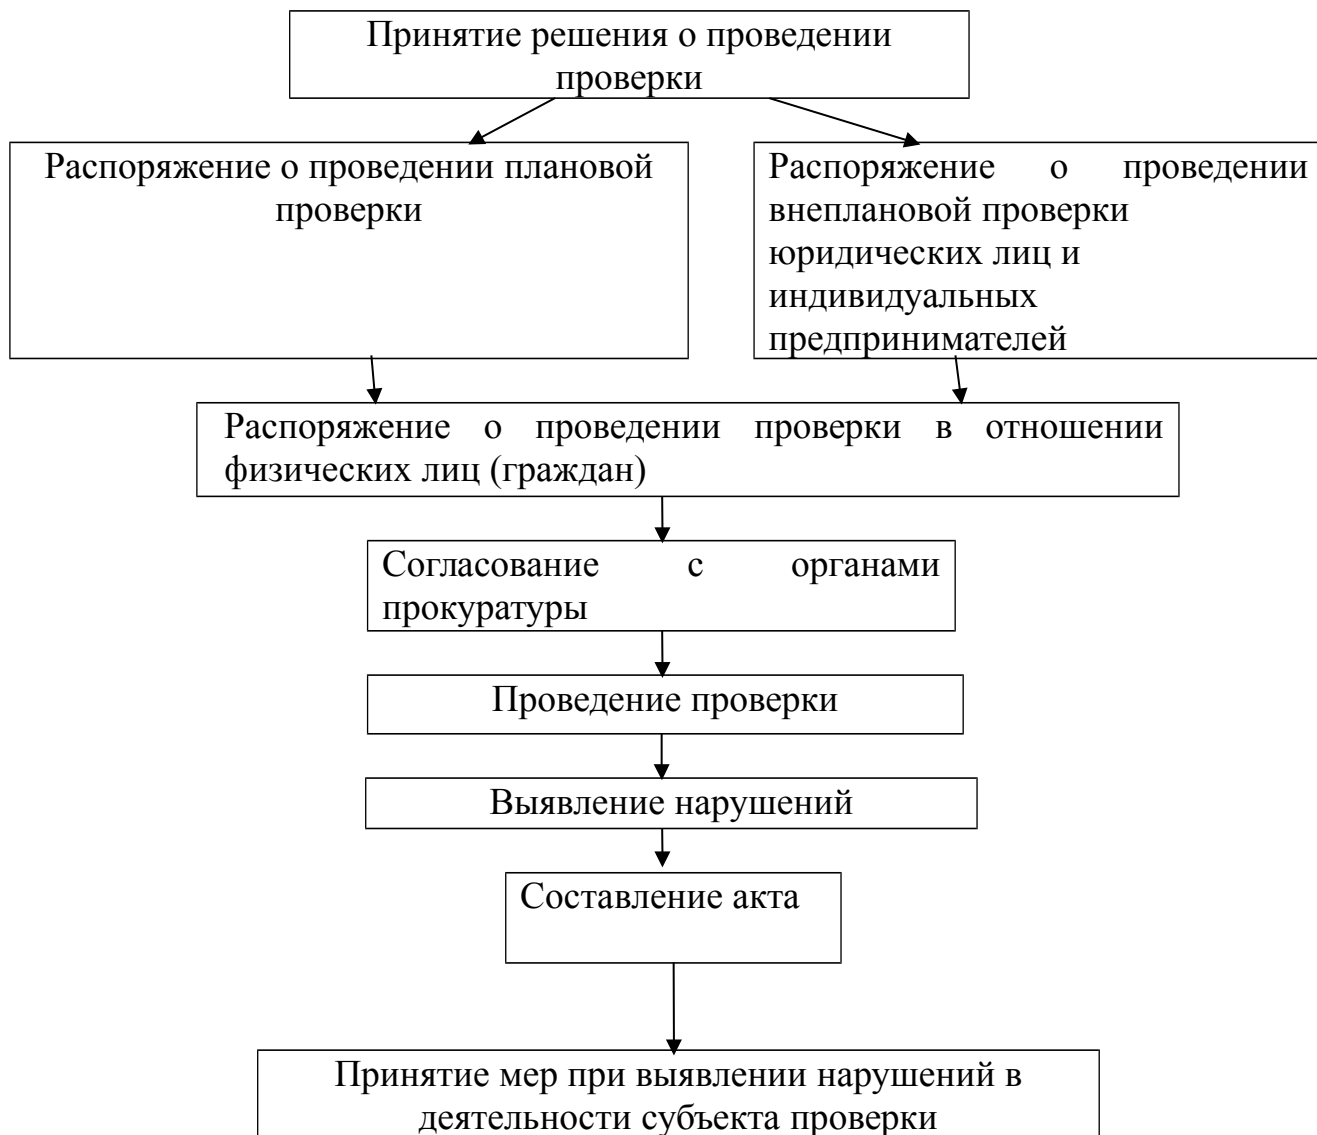 Принятие решения о проведении
проверки
Распоряжение о проведении плановой
проверки
Распоряжение о проведении
внеплановой проверки
юридических лиц и
индивидуальных
предпринимателей
Распоряжение о проведении проверки в отношении
физических лиц (граждан)
Согласование с органами
прокуратуры
Проведение проверки
Выявление нарушений
Составление акта
Принятие мер при выявлении нарушений в
деятельности субъекта проверки